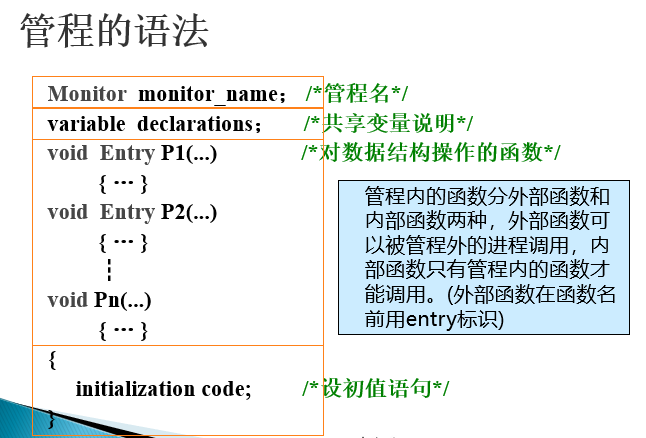 管程的语法
Monitor monitor_name; /*管程名*/
variable declarations; /*共享变量说明*/
void Entry P1(...) /*对数据结构操作的函数*/
{ … }
void Entry P2(...)
{ … }
┇
void Pn(...)
{ … }
管程内的函数分外部函数和
内部函数两种，外部函数可
以被管程外的进程调用，内
部函数只有管程内的函数才
能调用。(外部函数在函数名
前用entry标识)
{
initialization code; /*设初值语句*/
}